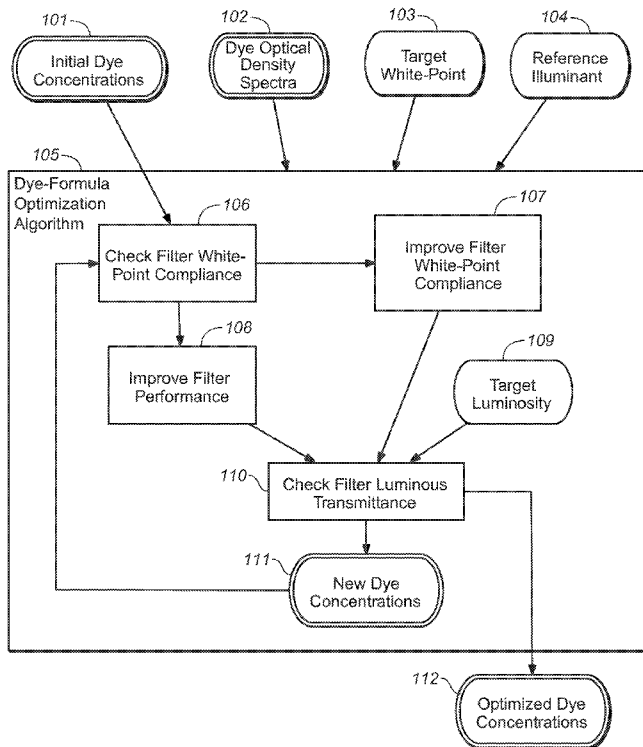 101
102
103
104
Initial Dye
Concentrations
Dye Optical
Density
Spectra
Target
White-Point
Reference
Illuminant
105
Dye-Formula
Optimization
Algorithm
106
Check Filter White-
Point Compliance
107
Improve Filter
White-Point
Compliance
108
Improve Filter
Performance
109
Target
Luminosity
110
Check Filter Luminous
Transmittance
111
New Dye
Concentrations
112
Optimized Dye
Concentrations